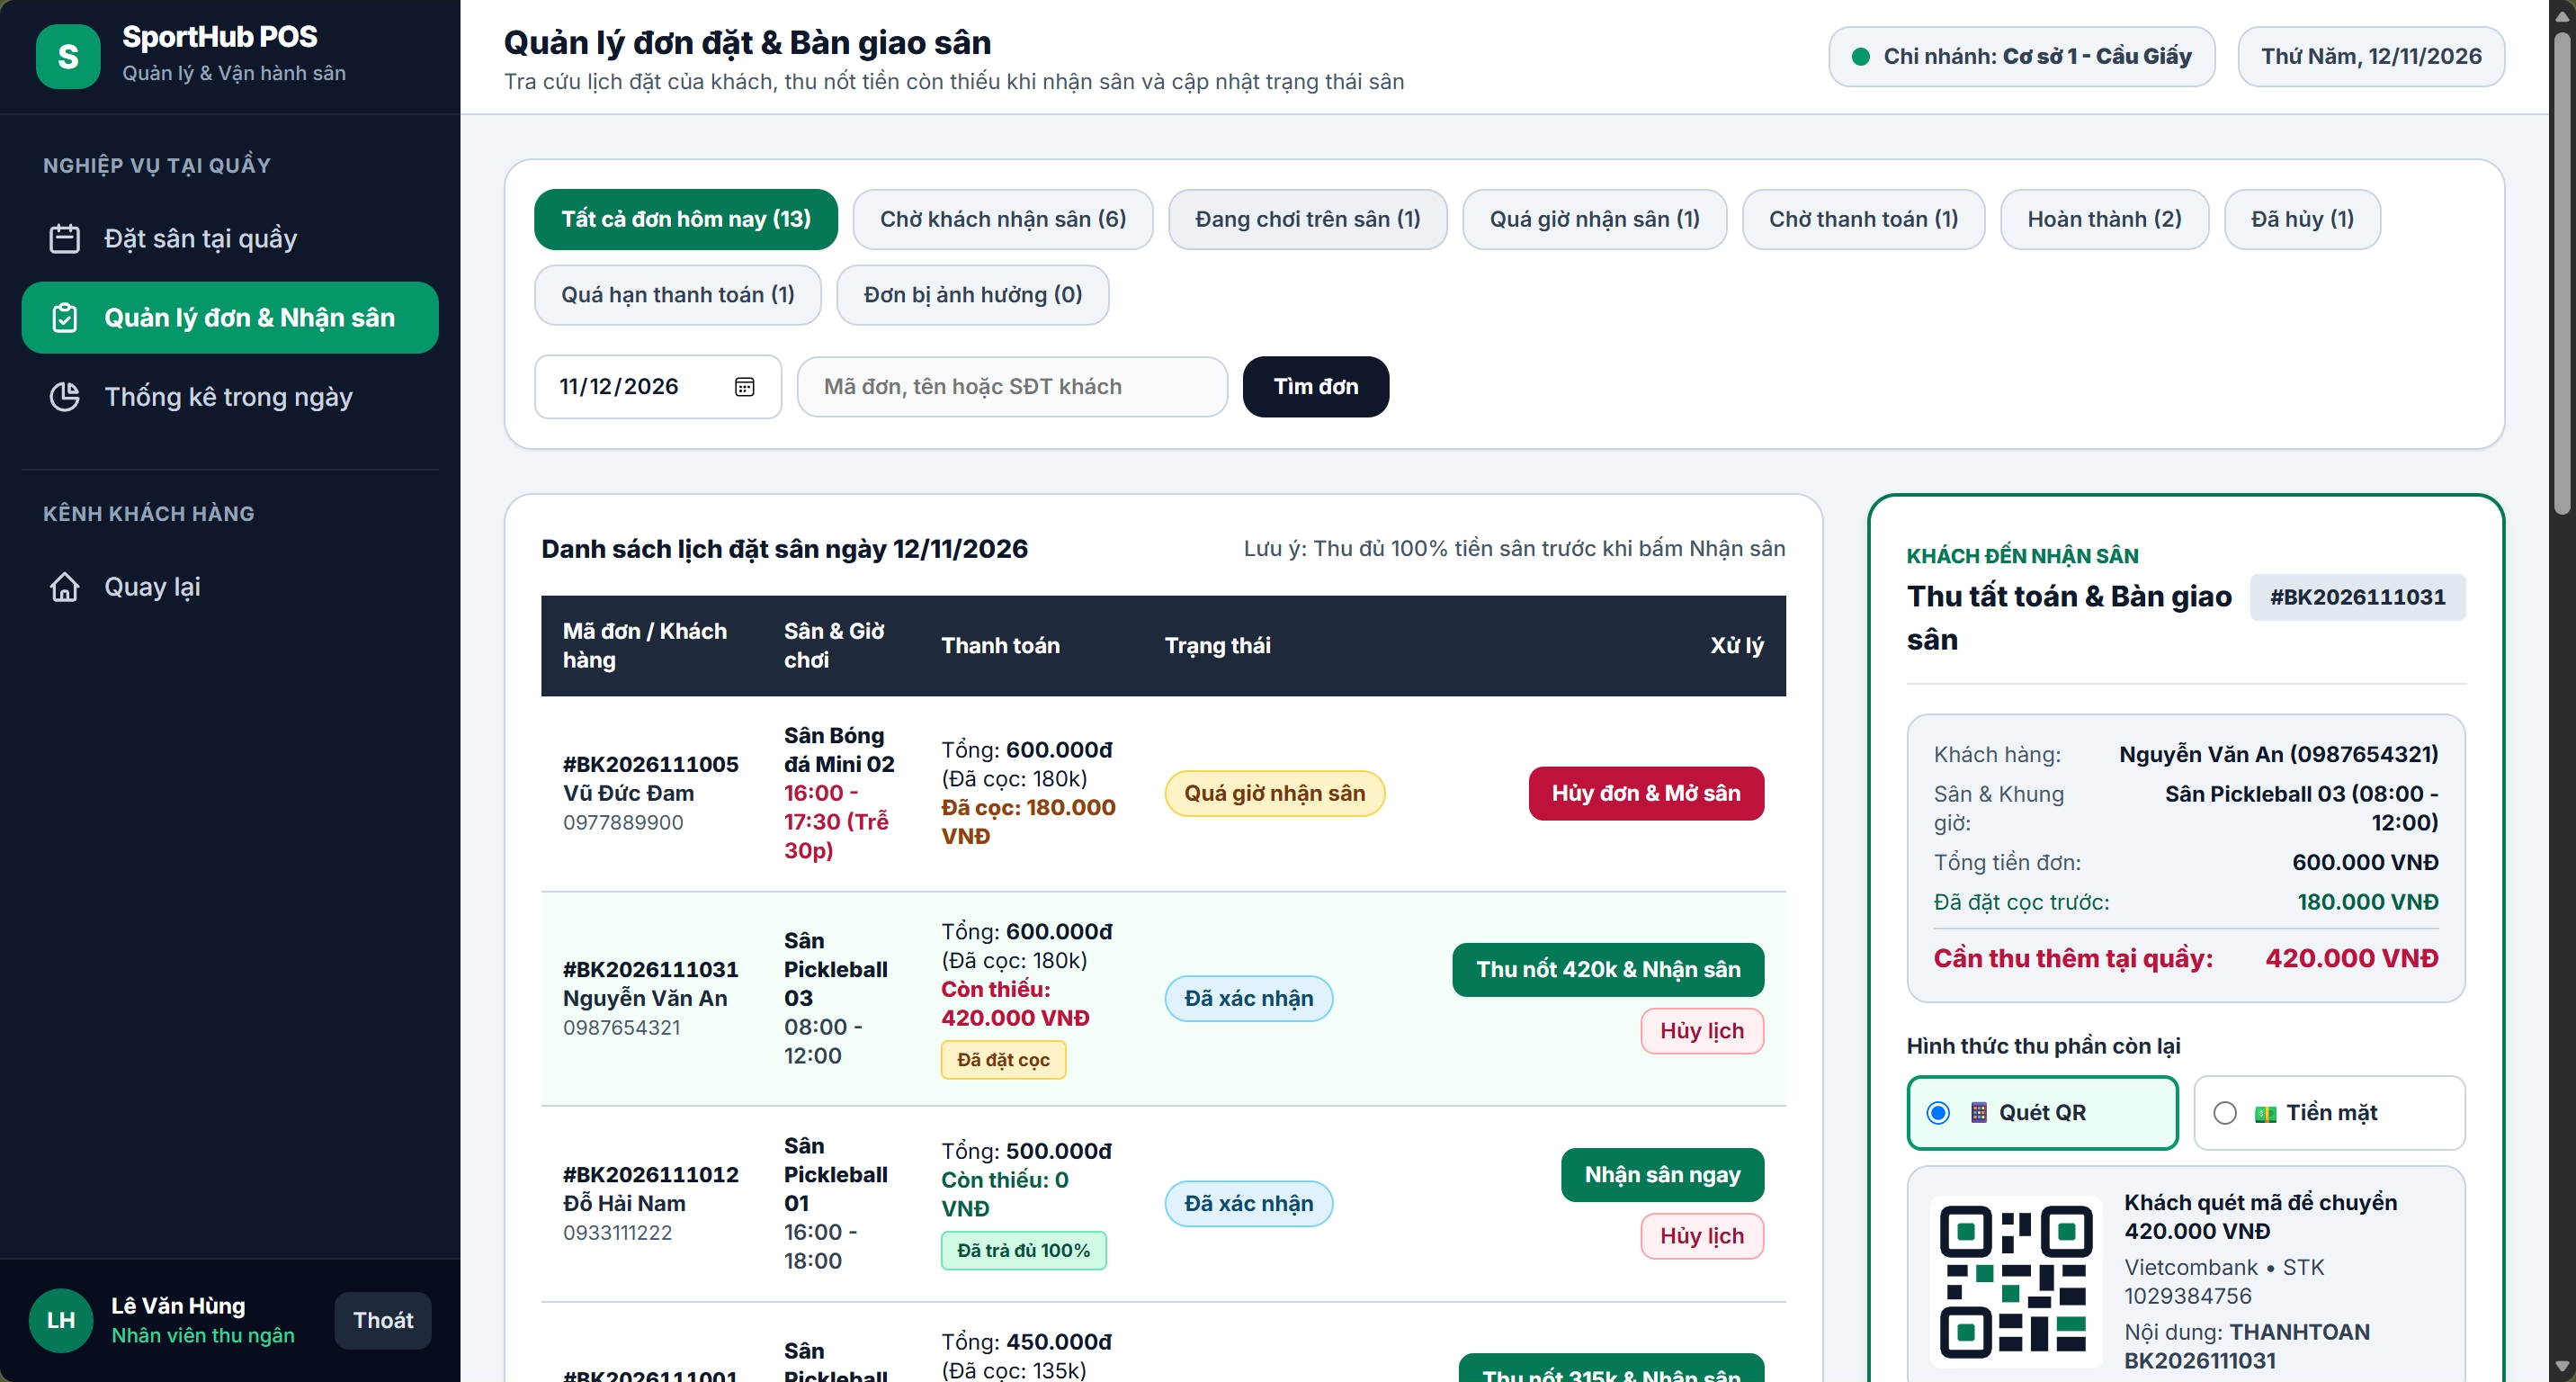 S
SportHub POS
Quản lý & Vận hành sân
NGHIỆP VỤ TẠI QUẦY
Đặt sân tại quầy
Quản lý đơn & Nhận sân
Thống kê trong ngày
KÊNH KHÁCH HÀNG
Quay lại
LH
Lê Văn Hùng
Nhân viên thu ngân
Thoát
Quản lý đơn đặt & Bàn giao sân
Tra cứu lịch đặt của khách, thu nốt tiền còn thiếu khi nhận sân và cập nhật trạng thái sân
Chi nhánh: Cơ sở 1 - Cầu Giấy
Thứ Năm, 12/11/2026
Tất cả đơn hôm nay (13)
Chờ khách nhận sân (6)
Đang chơi trên sân (1)
Quá giờ nhận sân (1)
Chờ thanh toán (1)
Hoàn thành (2)
Đã hủy (1)
Quá hạn thanh toán (1)
Đơn bị ảnh hưởng (0)
11/12/2026
Mã đơn, tên hoặc SĐT khách
Tìm đơn
Danh sách lịch đặt sân ngày 12/11/2026
Lưu ý: Thu đủ 100% tiền sân trước khi bấm Nhận sân
Mã đơn / Khách
hàng
Sân & Giờ
chơi
Thanh toán
Trạng thái
Xử lý
#BK2026111005
Vũ Đức Đam
0977889900
Sân Bóng
đá Mini 02
16:00 -
17:30 (Trễ
30p)
Tổng: 600.000đ
(Đã cọc: 180k)
Đã cọc: 180.000
VNĐ
Quá giờ nhận sân
Hủy đơn & Mở sân
#BK2026111031
Nguyễn Văn An
0987654321
Sân
Pickleball
03
08:00 -
12:00
Tổng: 600.000đ
(Đã cọc: 180k)
Còn thiếu:
420.000 VNĐ
Đã đặt cọc
Đã xác nhận
Thu nốt 420k & Nhận sân
Hủy lịch
#BK2026111012
Đỗ Hải Nam
0933111222
Sân
Pickleball
01
16:00 -
18:00
Tổng: 500.000đ
Còn thiếu: 0
VNĐ
Đã trả đủ 100%
Đã xác nhận
Nhận sân ngay
Hủy lịch
#BK2026111001
Sân
Pickleball
Tổng: 450.000đ
(Đã cọc: 135k)
Thu nốt 315k & Nhận sân
KHÁCH ĐẾN NHẬN SÂN
Thu tất toán & Bàn giao
sân
#BK2026111031
Khách hàng:
Nguyễn Văn An (0987654321)
Sân & Khung
giờ:
Sân Pickleball 03 (08:00 -
12:00)
Tổng tiền đơn:
600.000 VNĐ
Đã đặt cọc trước:
180.000 VNĐ
Cần thu thêm tại quầy:
420.000 VNĐ
Hình thức thu phần còn lại
Quét QR
Tiền mặt
Khách quét mã để chuyển
420.000 VNĐ
Vietcombank • STK
1029384756
Nội dung: THANHTOAN
BK2026111031